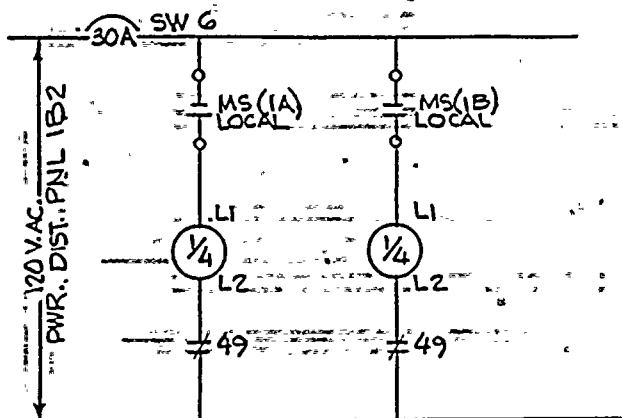 30A SW 6
MS(1A)
LOCAL
MS(1B)
LOCAL
120 V. AC.
PWR. DIST. PNL 1B2
L1
1/4
L2
49
L1
1/4
L2
49